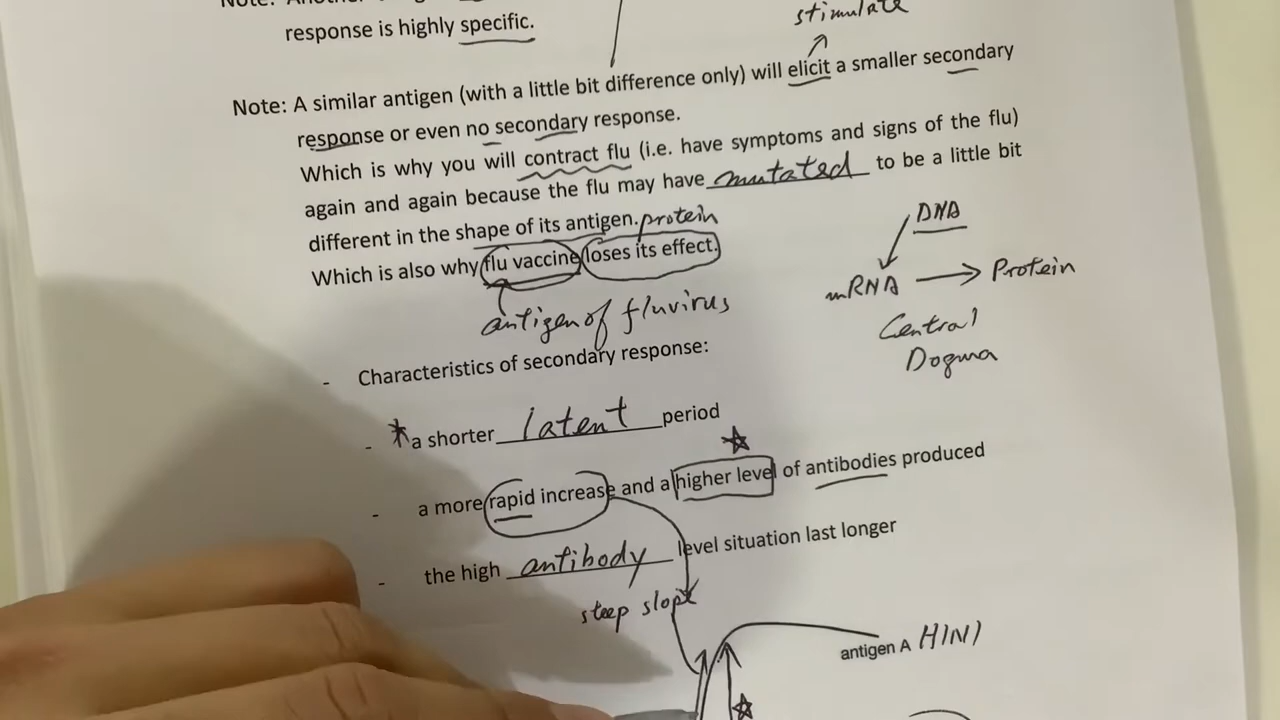 response is highly specific.
stimulate
Note: A similar antigen (with a little bit difference only) will elicit a smaller secondary
response or even no secondary response.
Which is why you will contract flu (i.e. have symptoms and signs of the flu)
again and again because the flu may have mutated to be a little bit
different in the shape of its antigen. protein
Which is also why flu vaccine loses its effect.
antigen of flu virus
DNA
mRNA → Protein
Central
Dogma
- Characteristics of secondary response:
- a shorter latent period
- a more rapid increase and a higher level of antibodies produced
- the high antibody level situation last longer
steep slope
antigen A H1N1